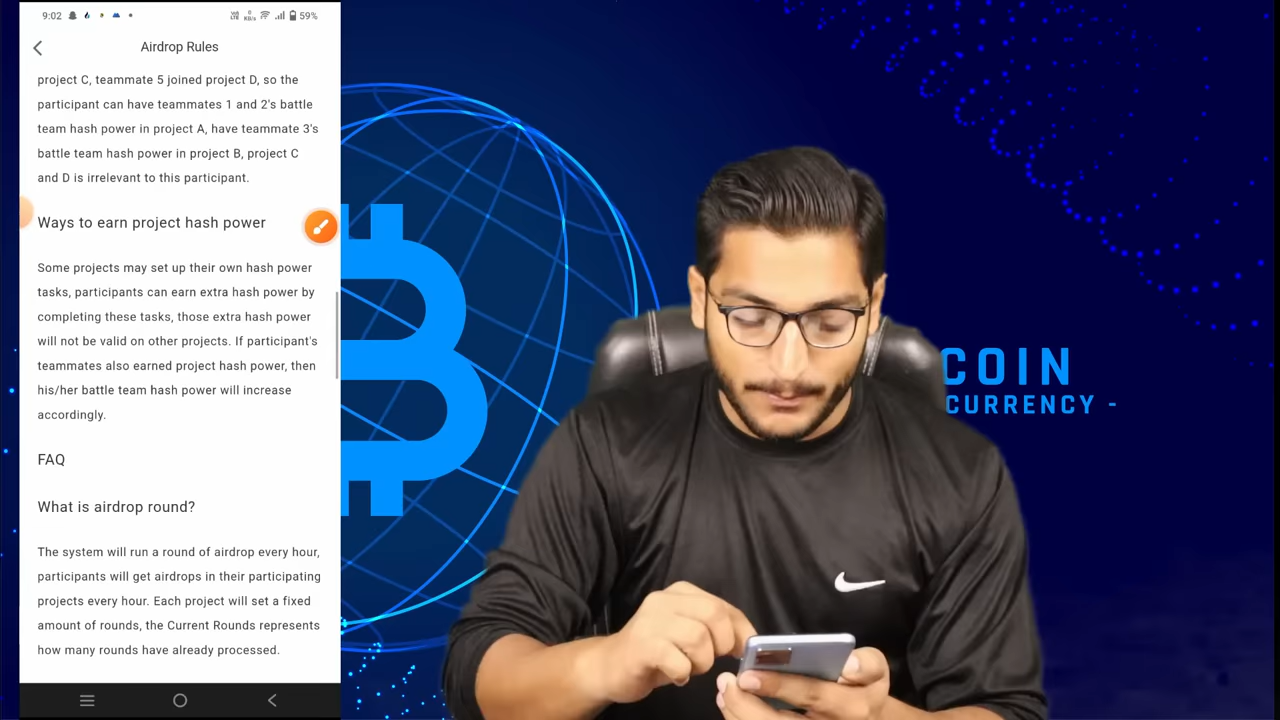 9:02
Vo
LTE
0
KB/s
59%
Airdrop Rules
project C, teammate 5 joined project D, so the
participant can have teammates 1 and 2's battle
team hash power in project A, have teammate 3's
battle team hash power in project B, project C
and D is irrelevant to this participant.
Ways to earn project hash power
Some projects may set up their own hash power
tasks, participants can earn extra hash power by
completing these tasks, those extra hash power
will not be valid on other projects. If participant's
teammates also earned project hash power, then
his/her battle team hash power will increase
accordingly.
FAQ
What is airdrop round?
The system will run a round of airdrop every hour,
participants will get airdrops in their participating
projects every hour. Each project will set a fixed
amount of rounds, the Current Rounds represents
how many rounds have already processed.
COIN
CURRENCY -